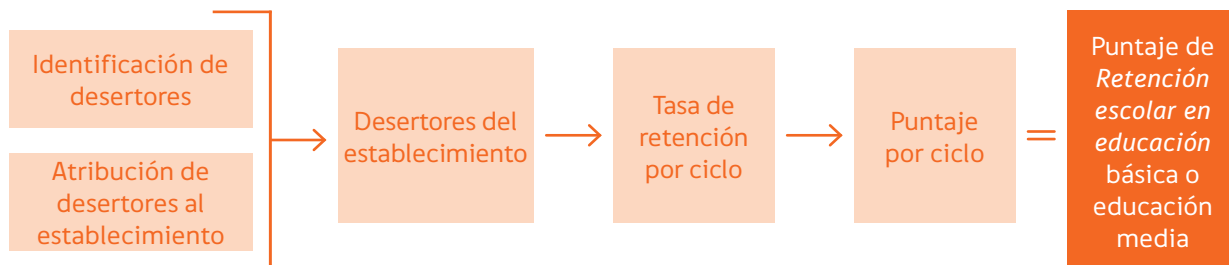 Identificación de
desertores
Atribución de
desertores al
establecimiento
Desertores del
establecimiento
Tasa de
retención
por ciclo
Puntaje
por ciclo
=
Puntaje de
Retención
escolar en
educación
básica o
educación
media